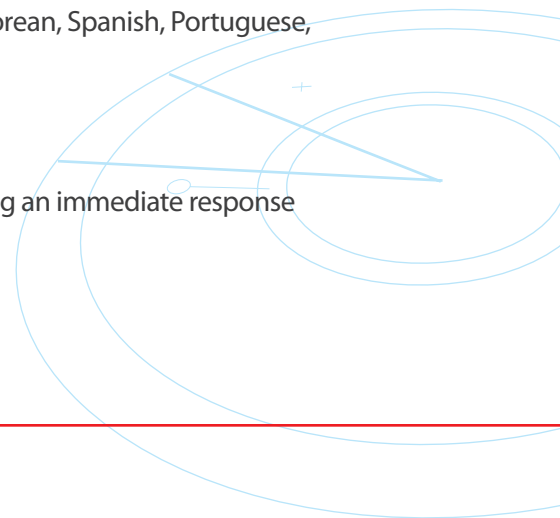 orean, Spanish, Portuguese,
g an immediate response